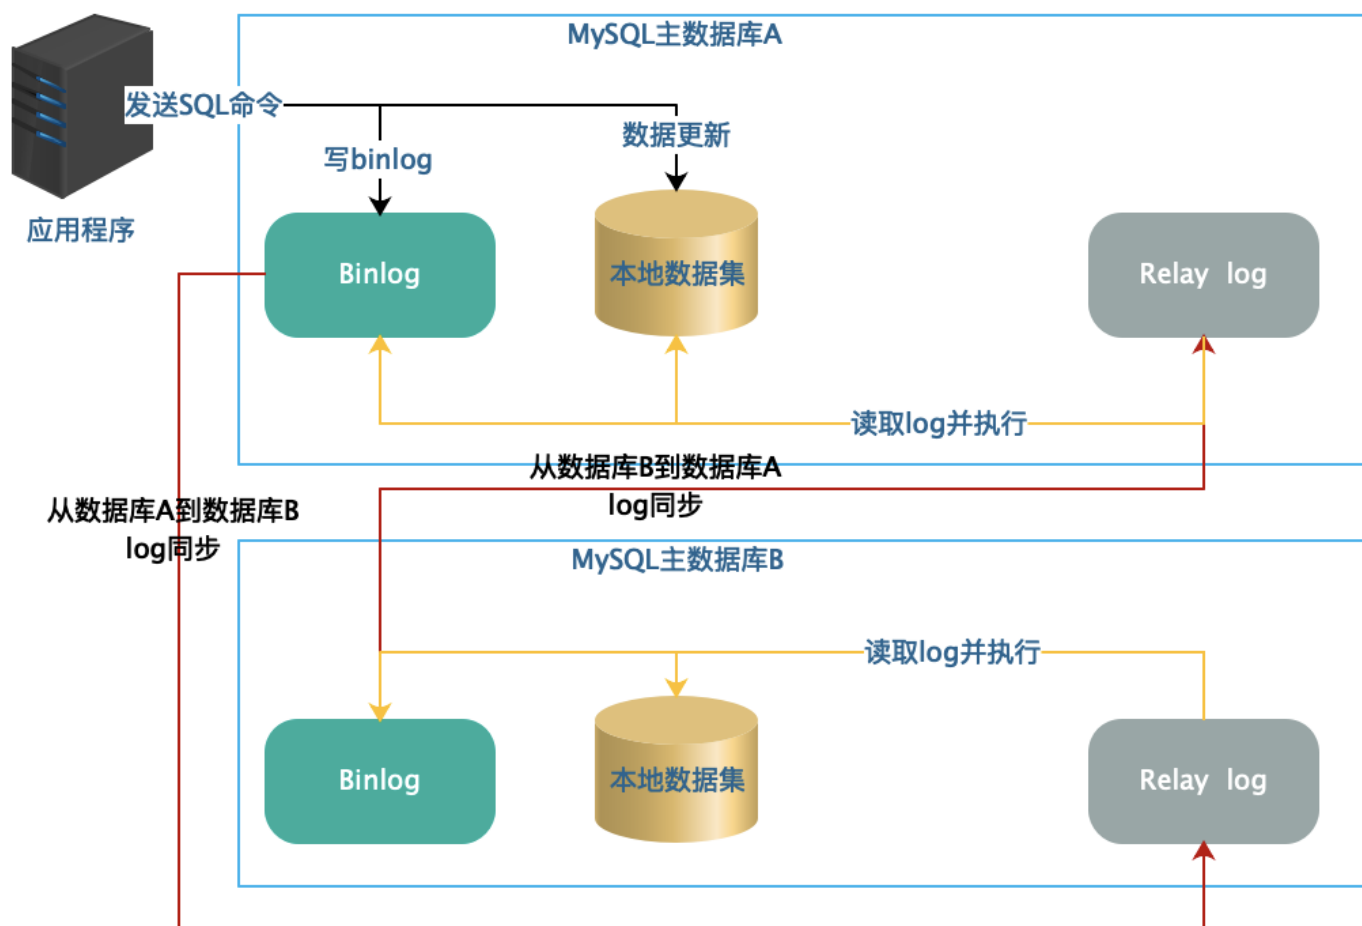 MySQL主数据库A
发送SQL命令
数据更新
写binlog
应用程序
Binlog
本地数据集
Relay log
读取log并执行
从数据库B到数据库A
log同步
从数据库A到数据库B
log同步
MySQL主数据库B
读取log并执行
Binlog
本地数据集
Relay log